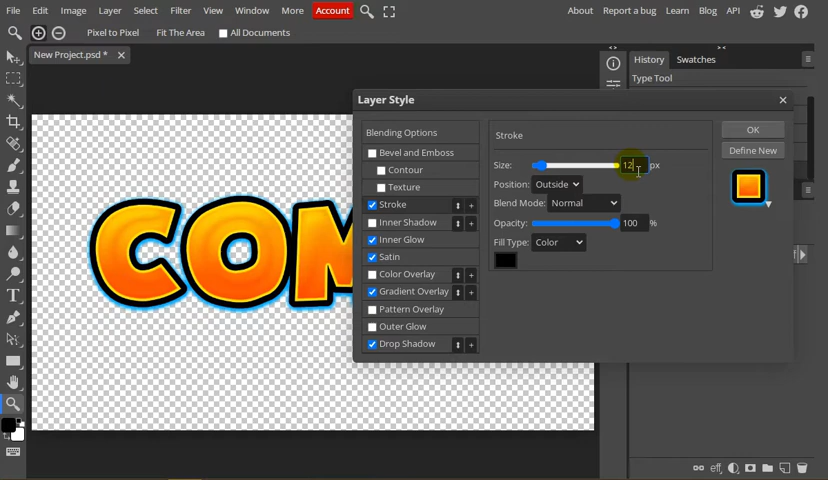 File Edit Image Layer Select Filter View Window More Account About Report a bug Learn Blog API
Pixel to Pixel Fit The Area All Documents
New Project.psd * History Swatches
Type Tool
Layer Style
Blending Options
Bevel and Emboss
Contour
Texture
Stroke
Inner Shadow
Inner Glow
Satin
Color Overlay
Gradient Overlay
Pattern Overlay
Outer Glow
Drop Shadow
Stroke
Size: 12 px
Position: Outside
Blend Mode: Normal
Opacity: 100 %
Fill Type: Color
OK
Define New
COM
eff